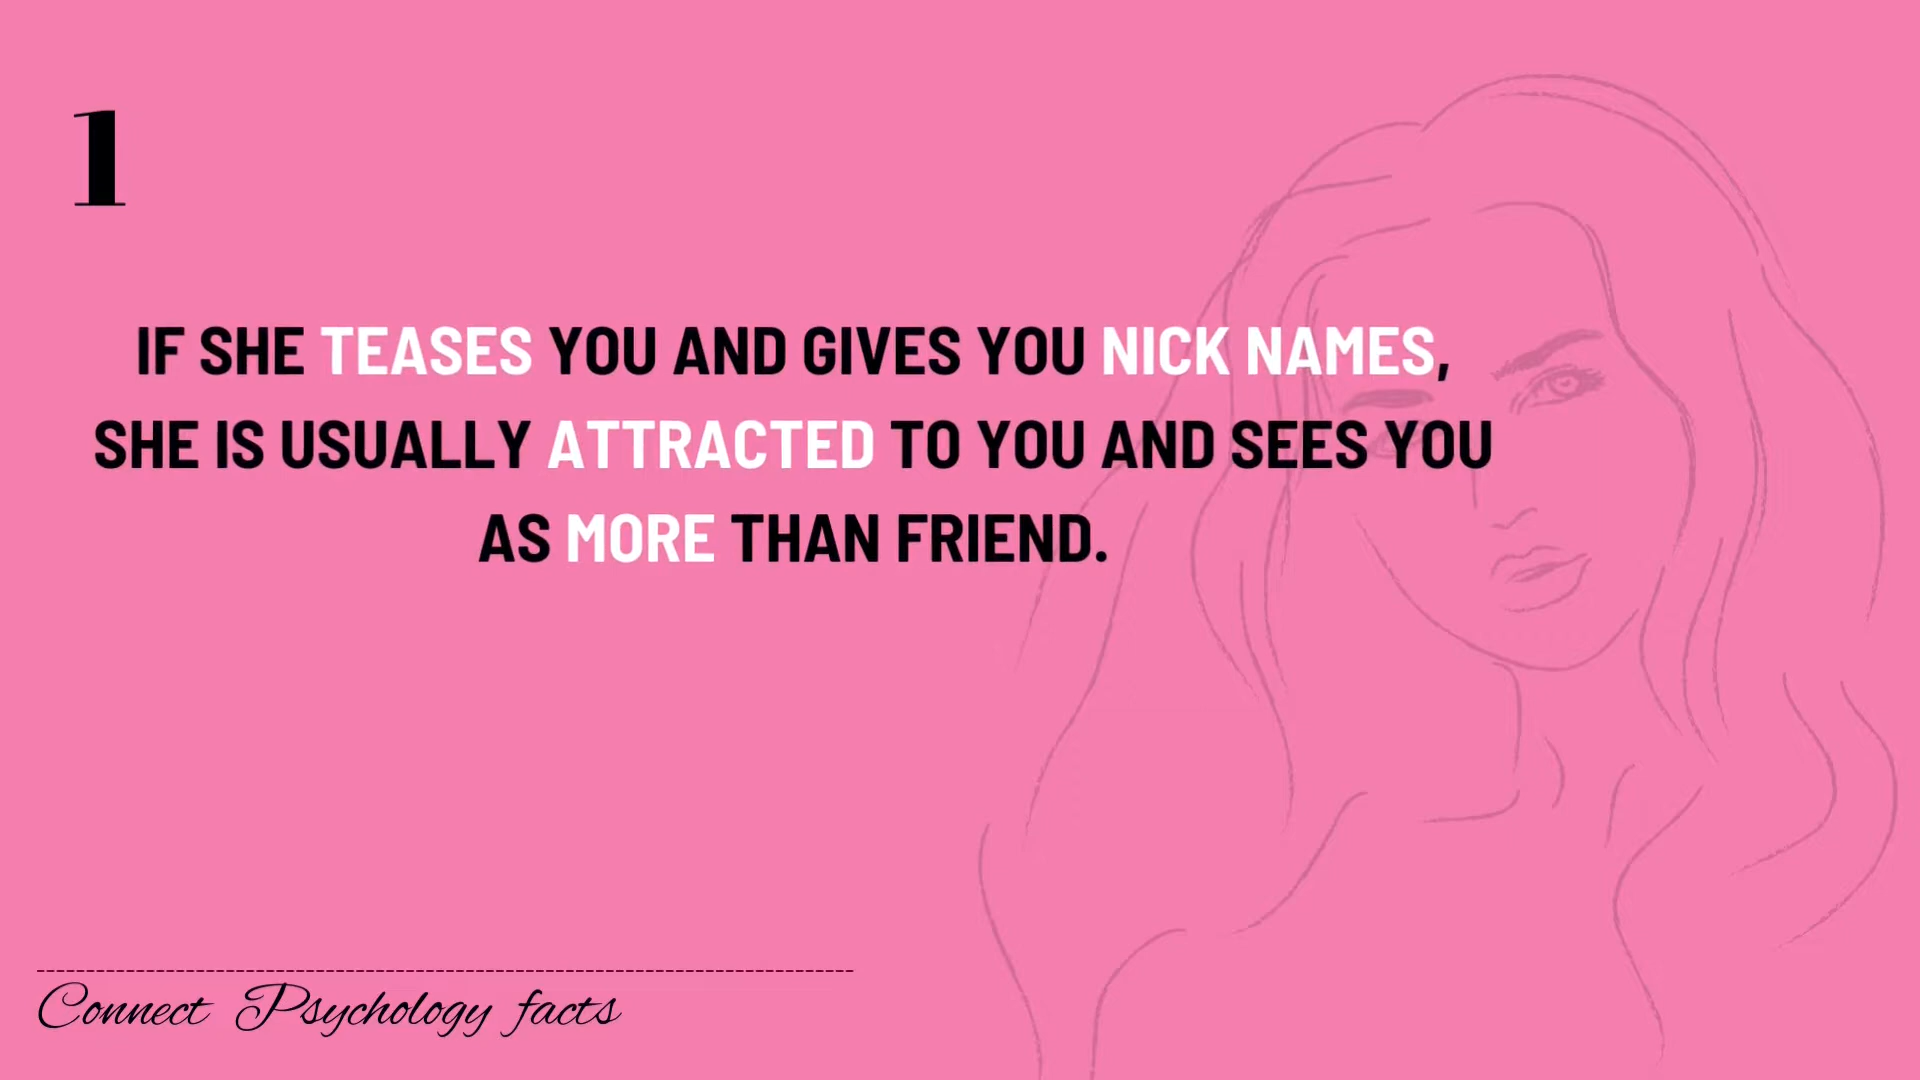 1
IF SHE TEASES YOU AND GIVES YOU NICK NAMES,
SHE IS USUALLY ATTRACTED TO YOU AND SEES YOU
AS MORE THAN FRIEND.
Connect Psychology facts